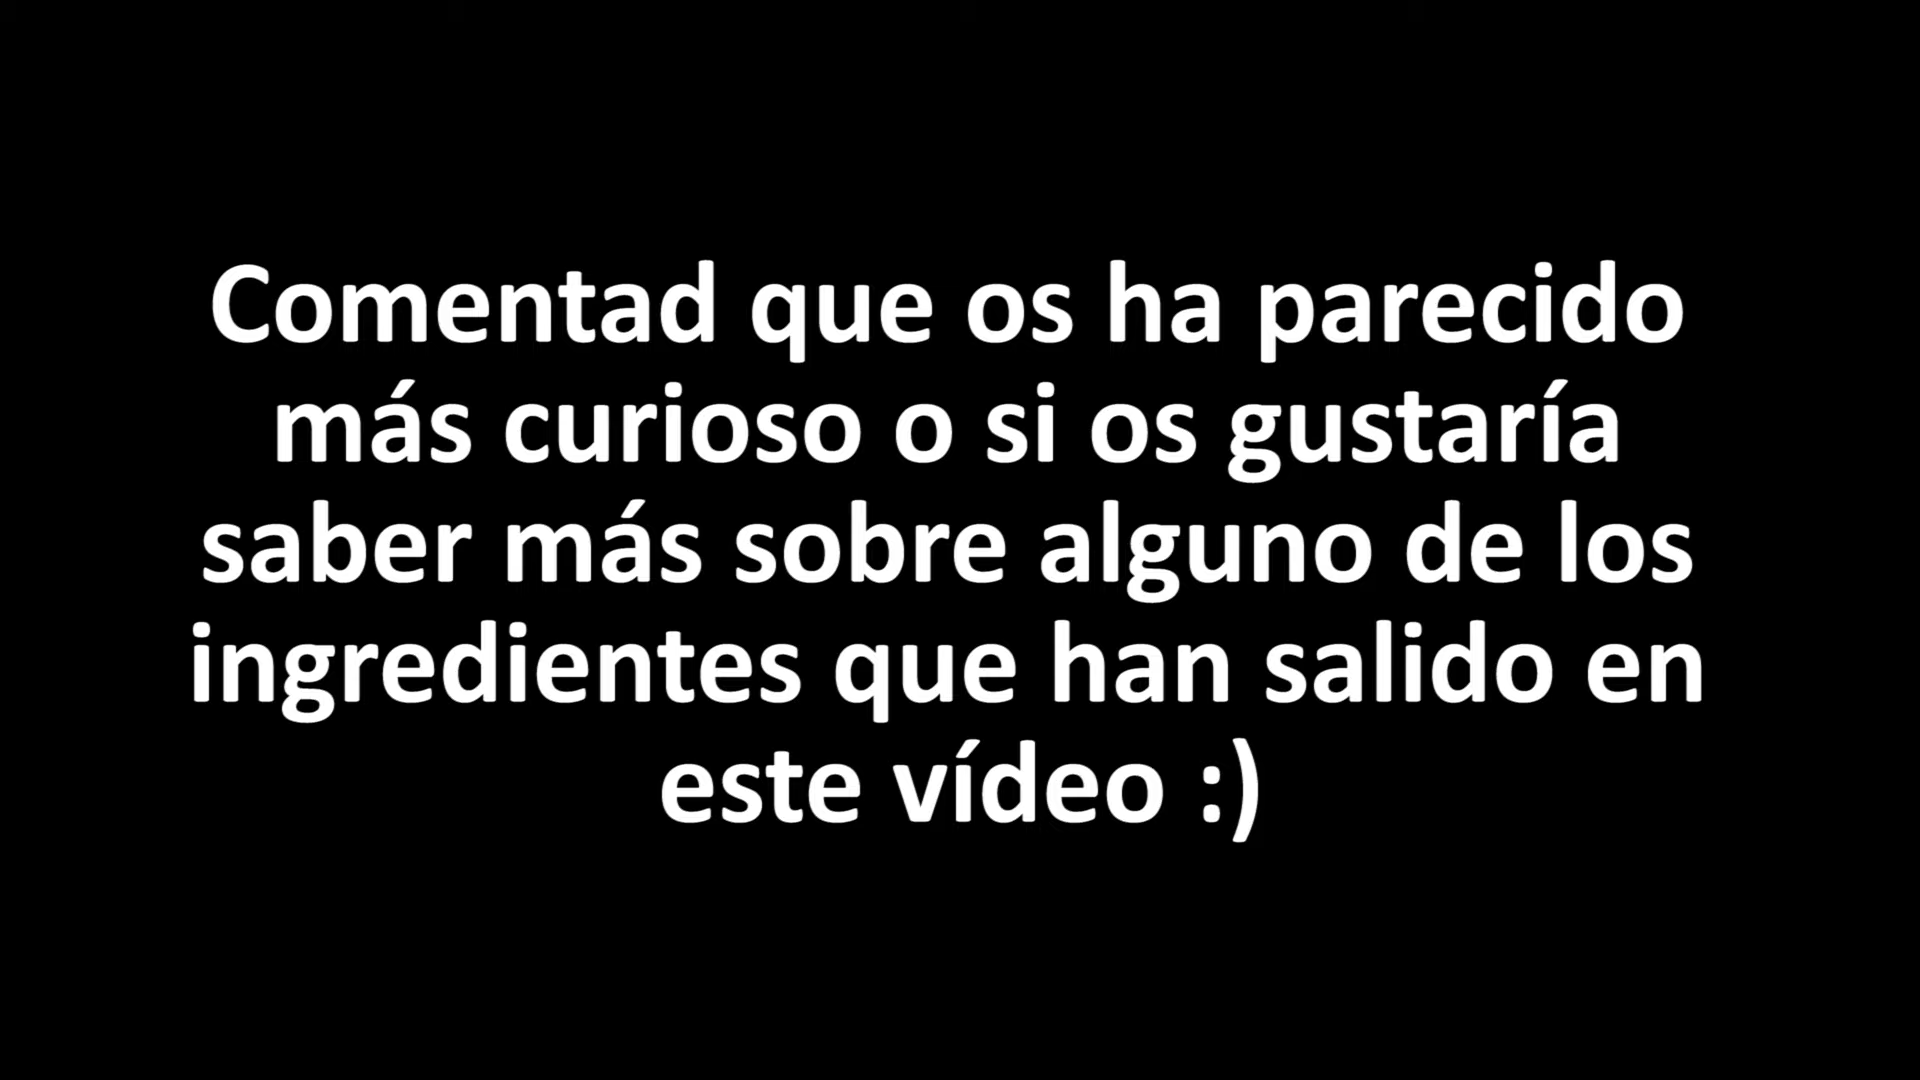 Comentad que os ha parecido
más curioso o si os gustaría
saber más sobre alguno de los
ingredientes que han salido en
este vídeo :)